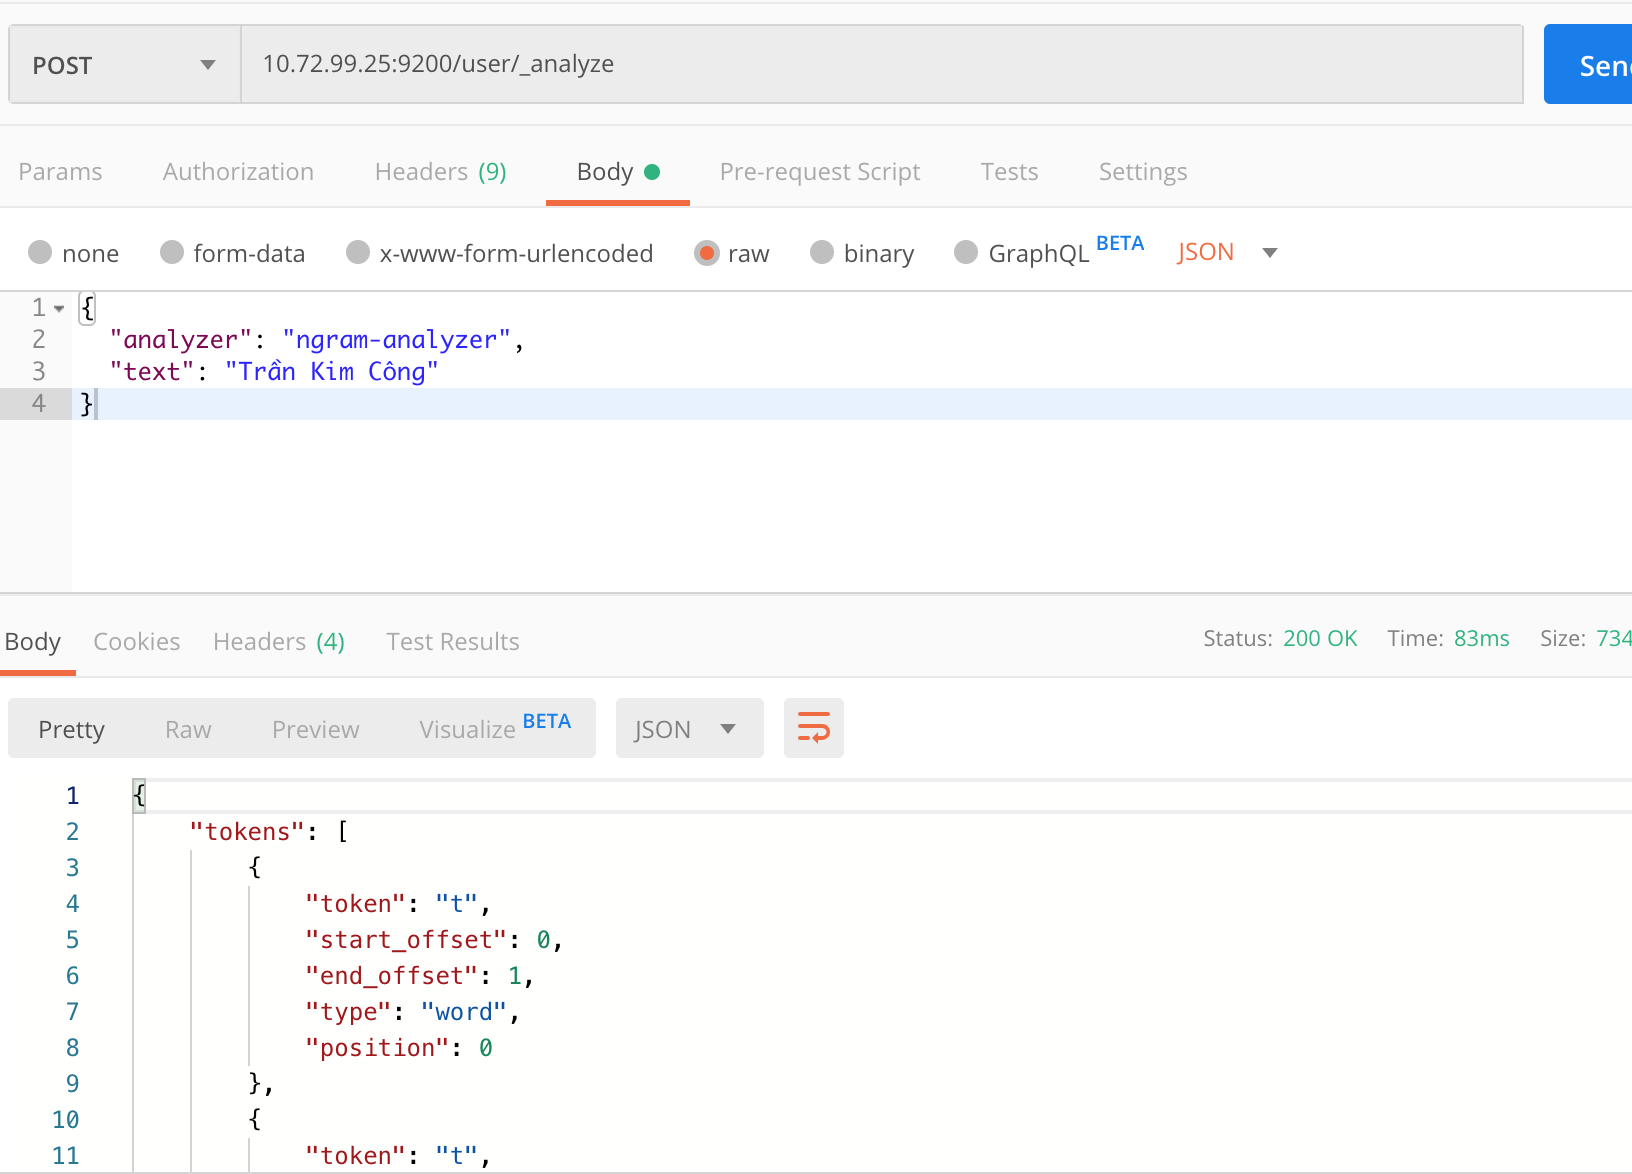 POST 10.72.99.25:9200/user/_analyze
Params Authorization Headers (9) Body Pre-request Script Tests Settings
none form-data x-www-form-urlencoded raw binary GraphQL BETA JSON
1 {
2 "analyzer": "ngram-analyzer",
3 "text": "Trần Kim Công"
4 }
Body Cookies Headers (4) Test Results Status: 200 OK Time: 83ms Size: 734
Pretty Raw Preview Visualize BETA JSON
1 {
2 "tokens": [
3 {
4 "token": "t",
5 "start_offset": 0,
6 "end_offset": 1,
7 "type": "word",
8 "position": 0
9 },
10 {
11 "token": "t",